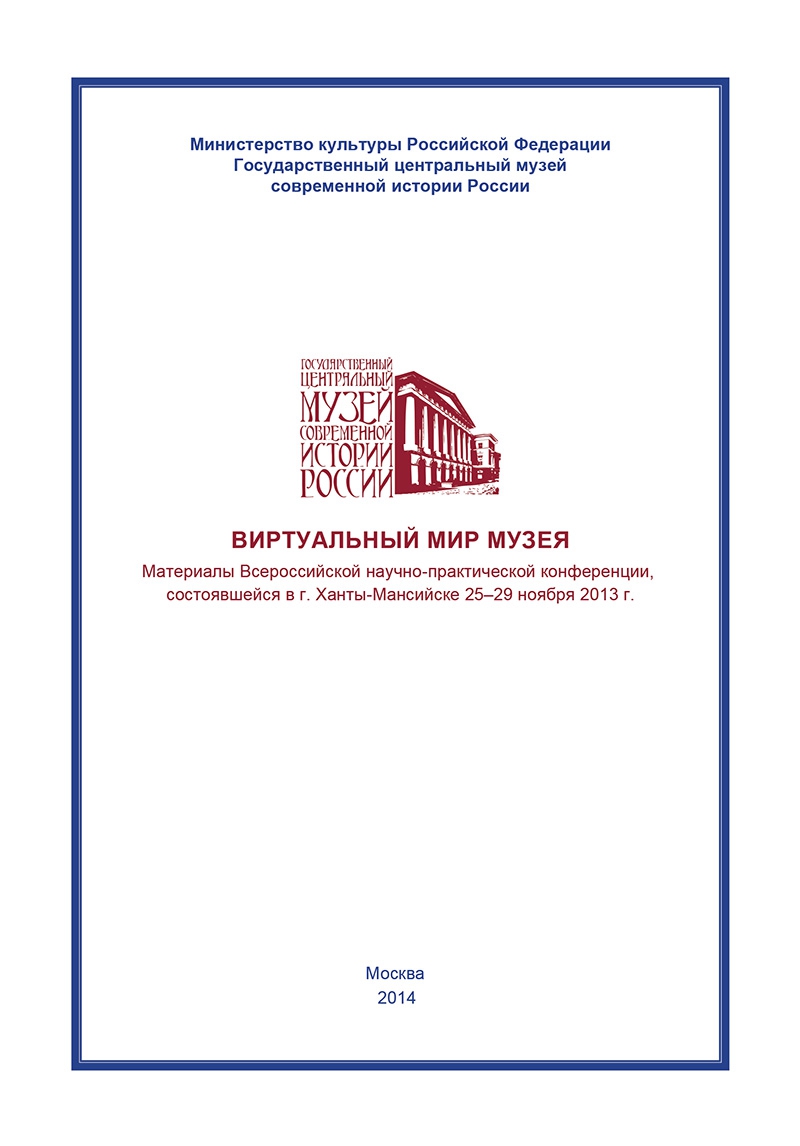 Министерство культуры Российской Федерации
Государственный центральный музей
современной истории России
ГОСУДАРСТВЕННЫЙ
ЦЕНТРАЛЬНЫЙ
МУЗЕЙ
СОВРЕМЕННОЙ
ИСТОРИИ
РОССИИ
ВИРТУАЛЬНЫЙ МИР МУЗЕЯ
Материалы Всероссийской научно-практической конференции,
состоявшейся в г. Ханты-Мансийске 25–29 ноября 2013 г.
Москва
2014